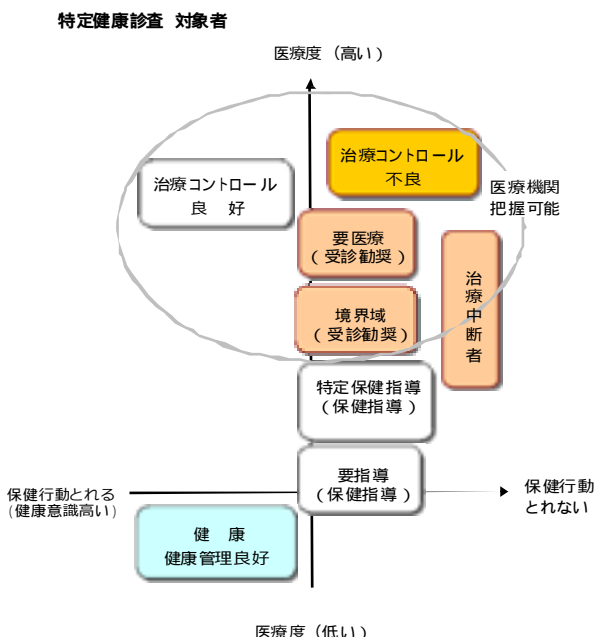 特定健康診査 対象者
医療度（高い）
治療コントロール
不良
治療コントロール
良　好
医療機関
把握可能
要医療
（受診勧奨）
治療中断者
境界域
（受診勧奨）
特定保健指導
（保健指導）
要指導
（保健指導）
保健行動とれる
（健康意識高い）
保健行動
とれない
健　康
健康管理良好
医療度（低い）